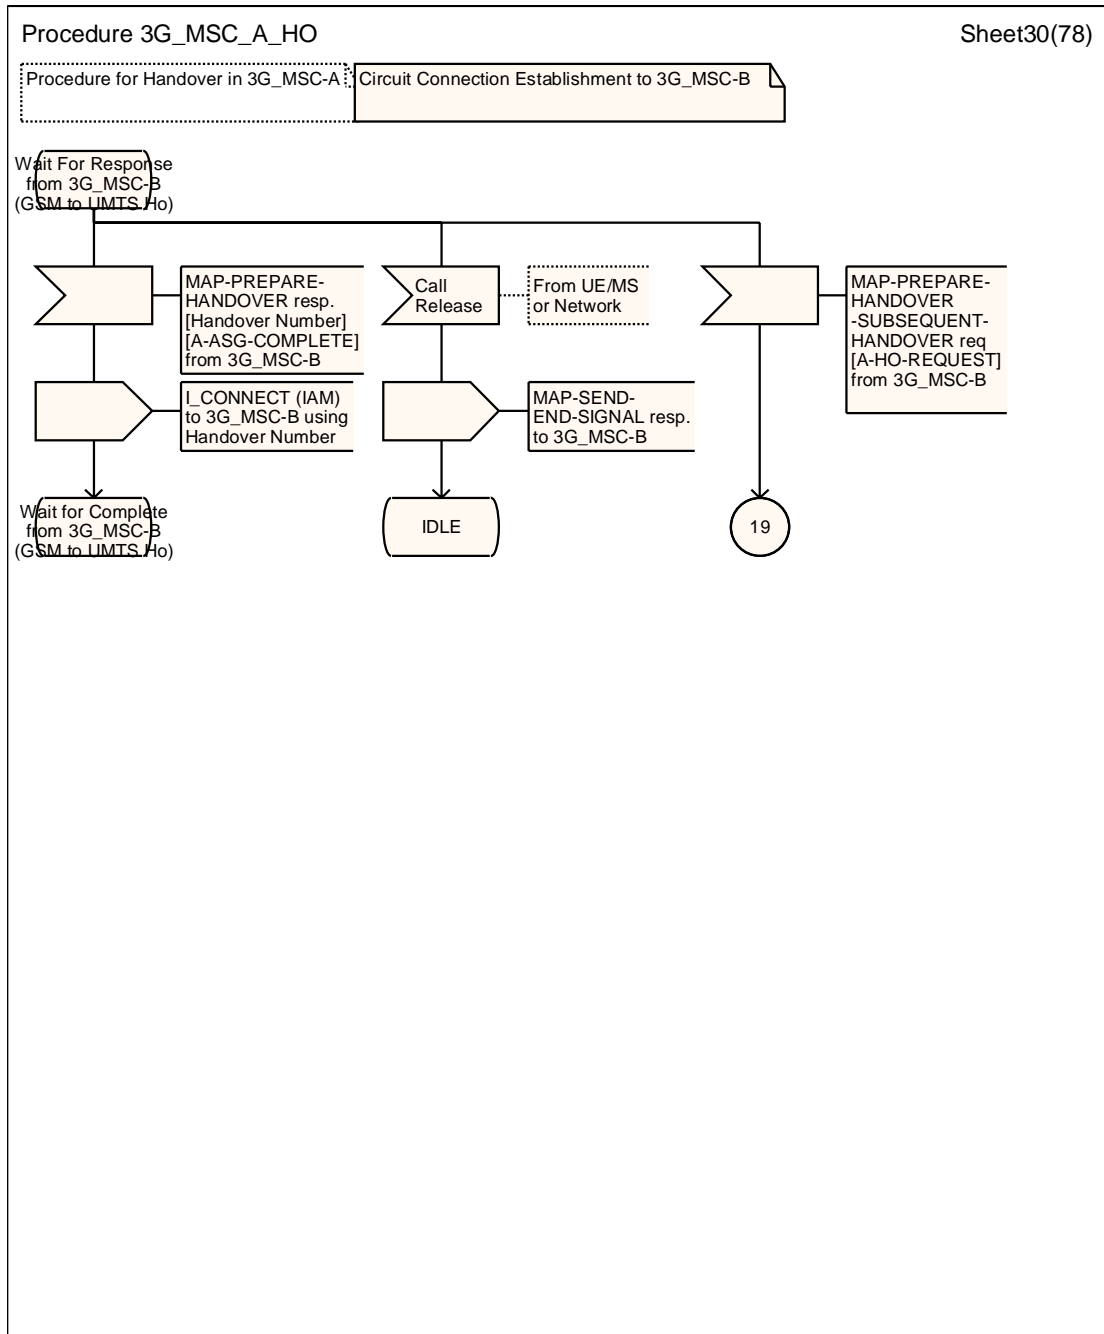 Procedure 3G_MSC_A_HO
Sheet30(78)
Procedure for Handover in 3G_MSC-A
Circuit Connection Establishment to 3G_MSC-B
Wait For Response
from 3G_MSC-B
(GSM to UMTS Ho)
MAP-PREPARE-
HANDOVER resp.
[Handover Number]
[A-ASG-COMPLETE]
from 3G_MSC-B
Call
Release
From UE/MS
or Network
MAP-PREPARE-
HANDOVER
-SUBSEQUENT-
HANDOVER req
[A-HO-REQUEST]
from 3G_MSC-B
I_CONNECT (IAM)
to 3G_MSC-B using
Handover Number
MAP-SEND-
END-SIGNAL resp.
to 3G_MSC-B
Wait for Complete
from 3G_MSC-B
(GSM to UMTS Ho)
IDLE
19